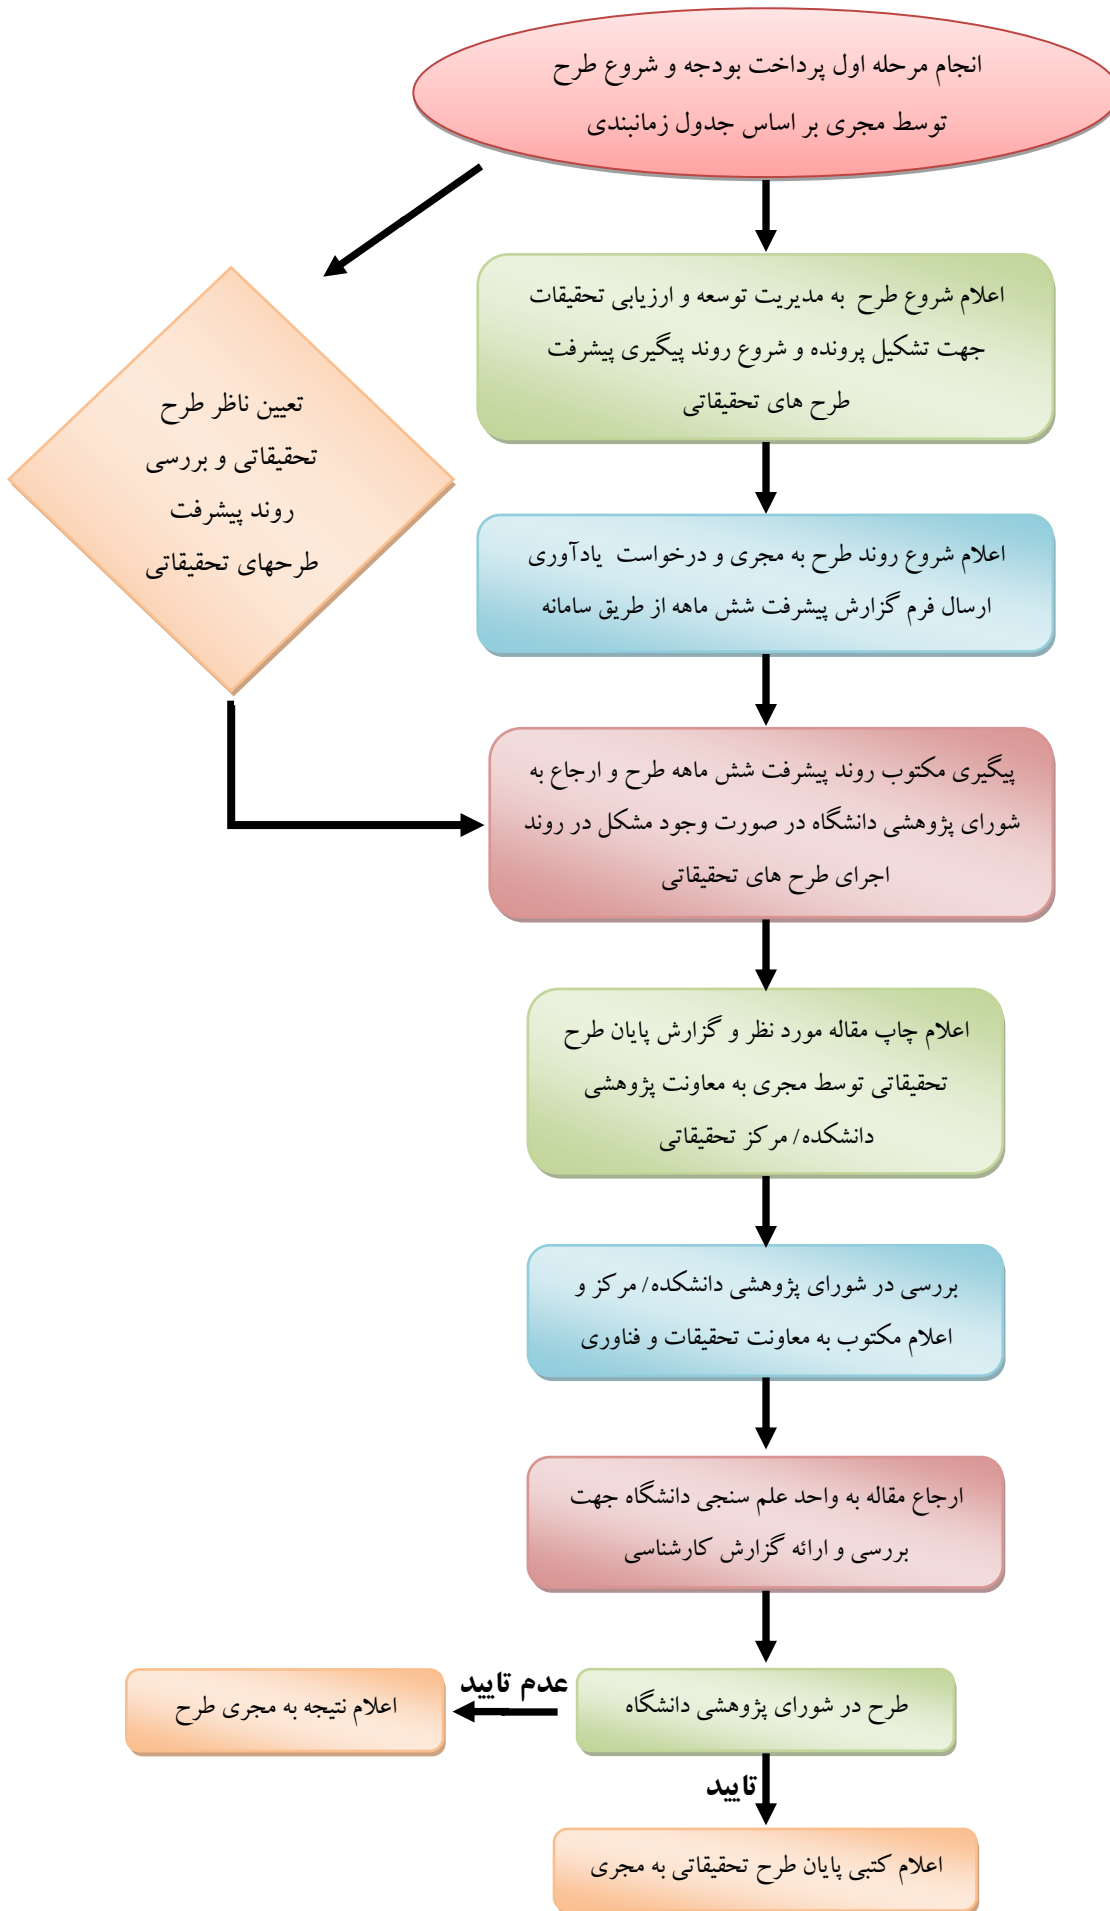 انجام مرحله اول پرداخت بودجه و شروع طرح
توسط مجری بر اساس جدول زمانبندی
اعلام شروع طرح به مدیریت توسعه و ارزیابی تحقیقات
جهت تشکیل پرونده و شروع روند پیگیری پیشرفت
طرح های تحقیقاتی
تعیین ناظر طرح
تحقیقاتی و بررسی
روند پیشرفت
طرحهای تحقیقاتی
اعلام شروع روند طرح به مجری و درخواست یادآوری
ارسال فرم گزارش پیشرفت شش ماهه از طریق سامانه
پیگیری مکتوب روند پیشرفت شش ماهه طرح و ارجاع به
شورای پژوهشی دانشگاه در صورت وجود مشکل در روند
اجرای طرح های تحقیقاتی
اعلام چاپ مقاله مورد نظر و گزارش پایان طرح
تحقیقاتی توسط مجری به معاونت پژوهشی
دانشکده/ مرکز تحقیقاتی
بررسی در شورای پژوهشی دانشکده/ مرکز و
اعلام مکتوب به معاونت تحقیقات و فناوری
ارجاع مقاله به واحد علم سنجی دانشگاه جهت
بررسی و ارائه گزارش کارشناسی
طرح در شورای پژوهشی دانشگاه
عدم تایید
اعلام نتیجه به مجری طرح
تایید
اعلام کتبی پایان طرح تحقیقاتی به مجری